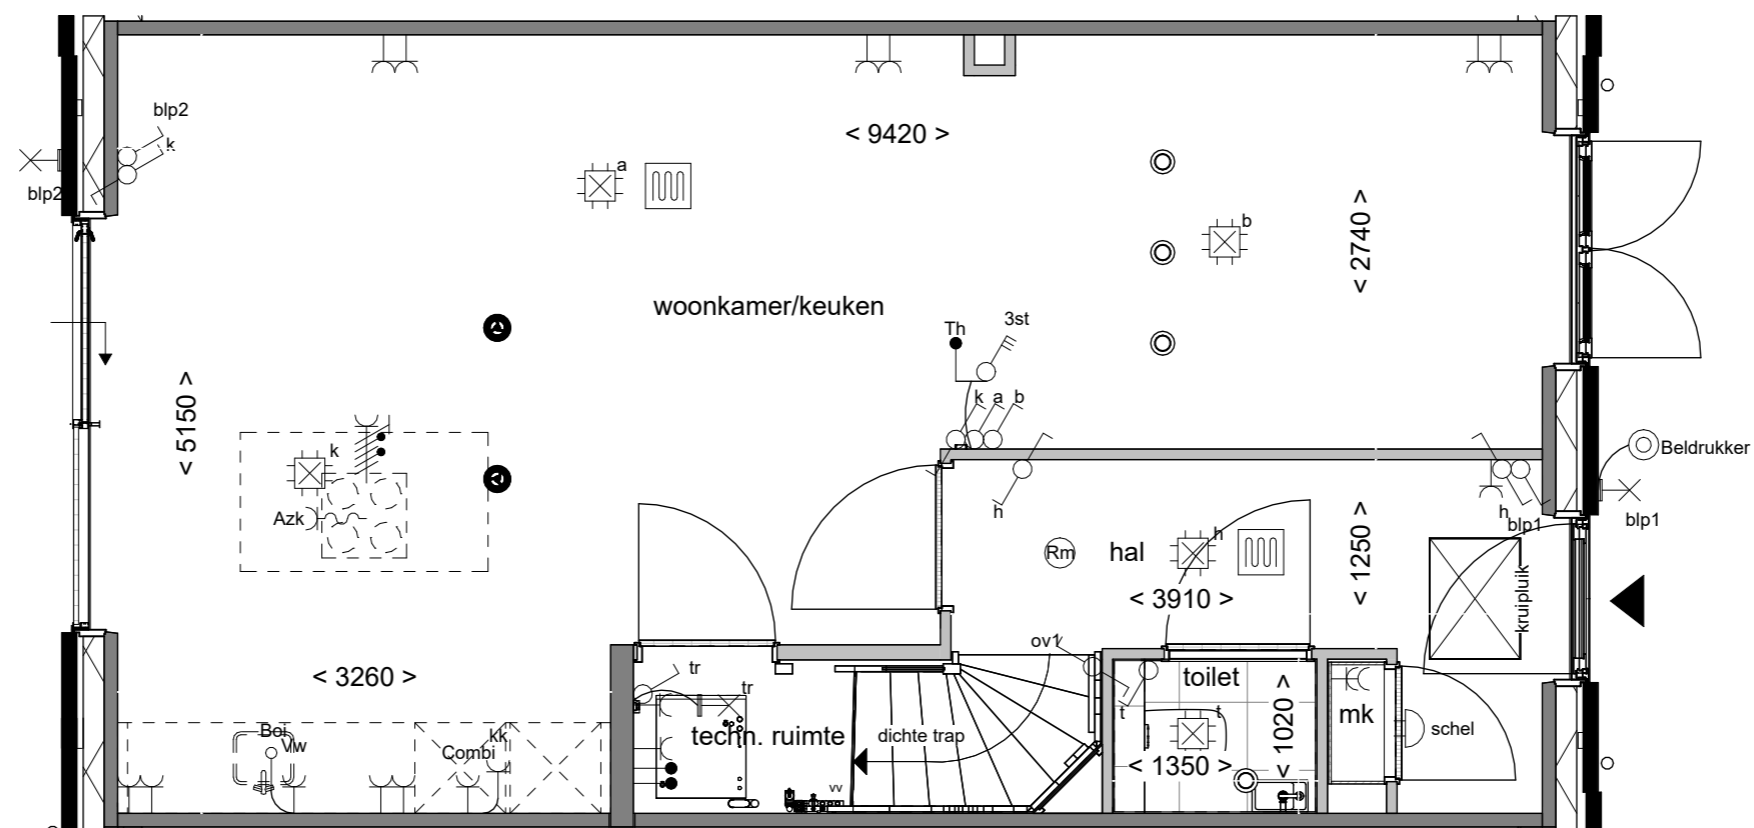 blp2
k
blp2
a
< 9420 >
b
< 2740 >
woonkamer/keuken
Th
3st
< 5150 >
k
a
b
k
Azk
h
h
blp1
Beldrukker
blp1
Rm
hal
h
< 3910 >
< 1250 >
kruipluik
< 3260 >
tr
tr
ov1
toilet
t
t
< 1020 >
mk
schel
Boi
Vw
Combi
kk
techn. ruimte
dichte trap
< 1350 >
vv